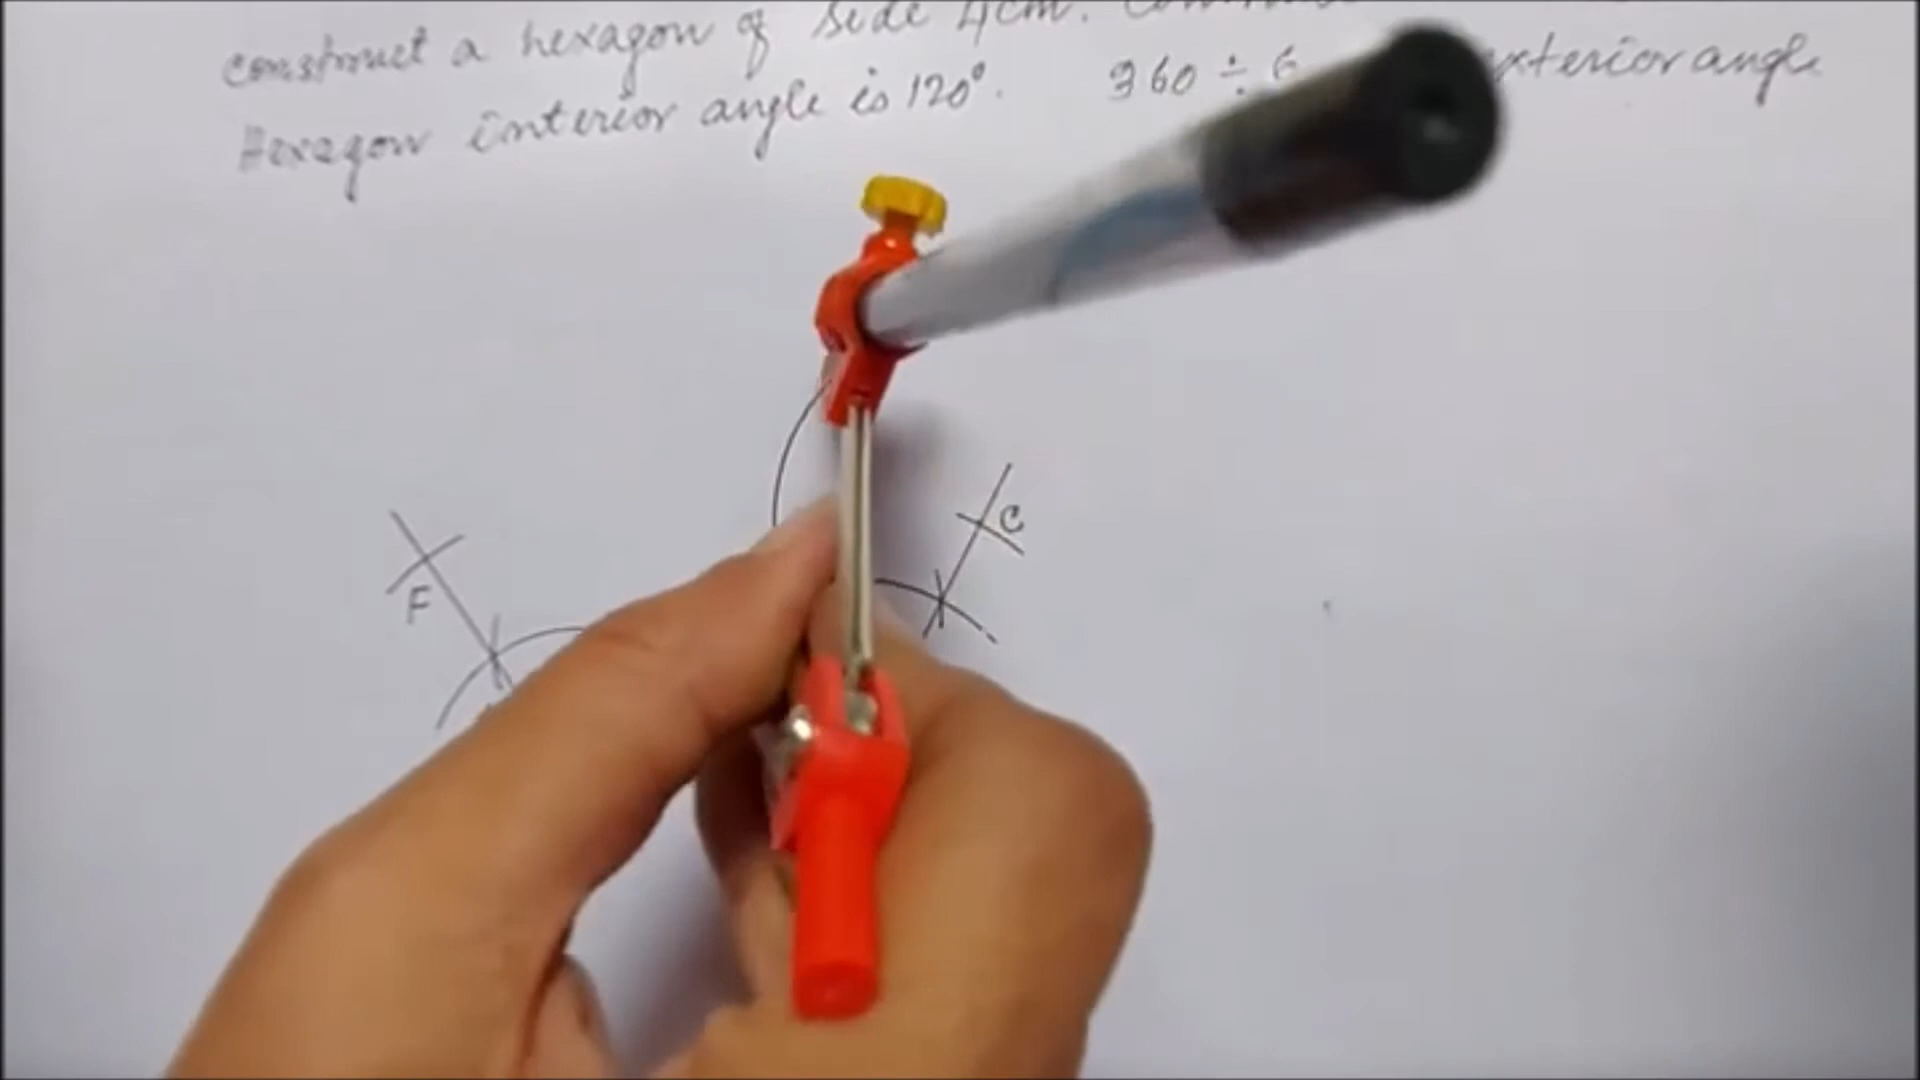 construct a hexagon of side 4cm.
Hexagon interior angle is 120°. 360 ÷ 6 exterior angle
C
F